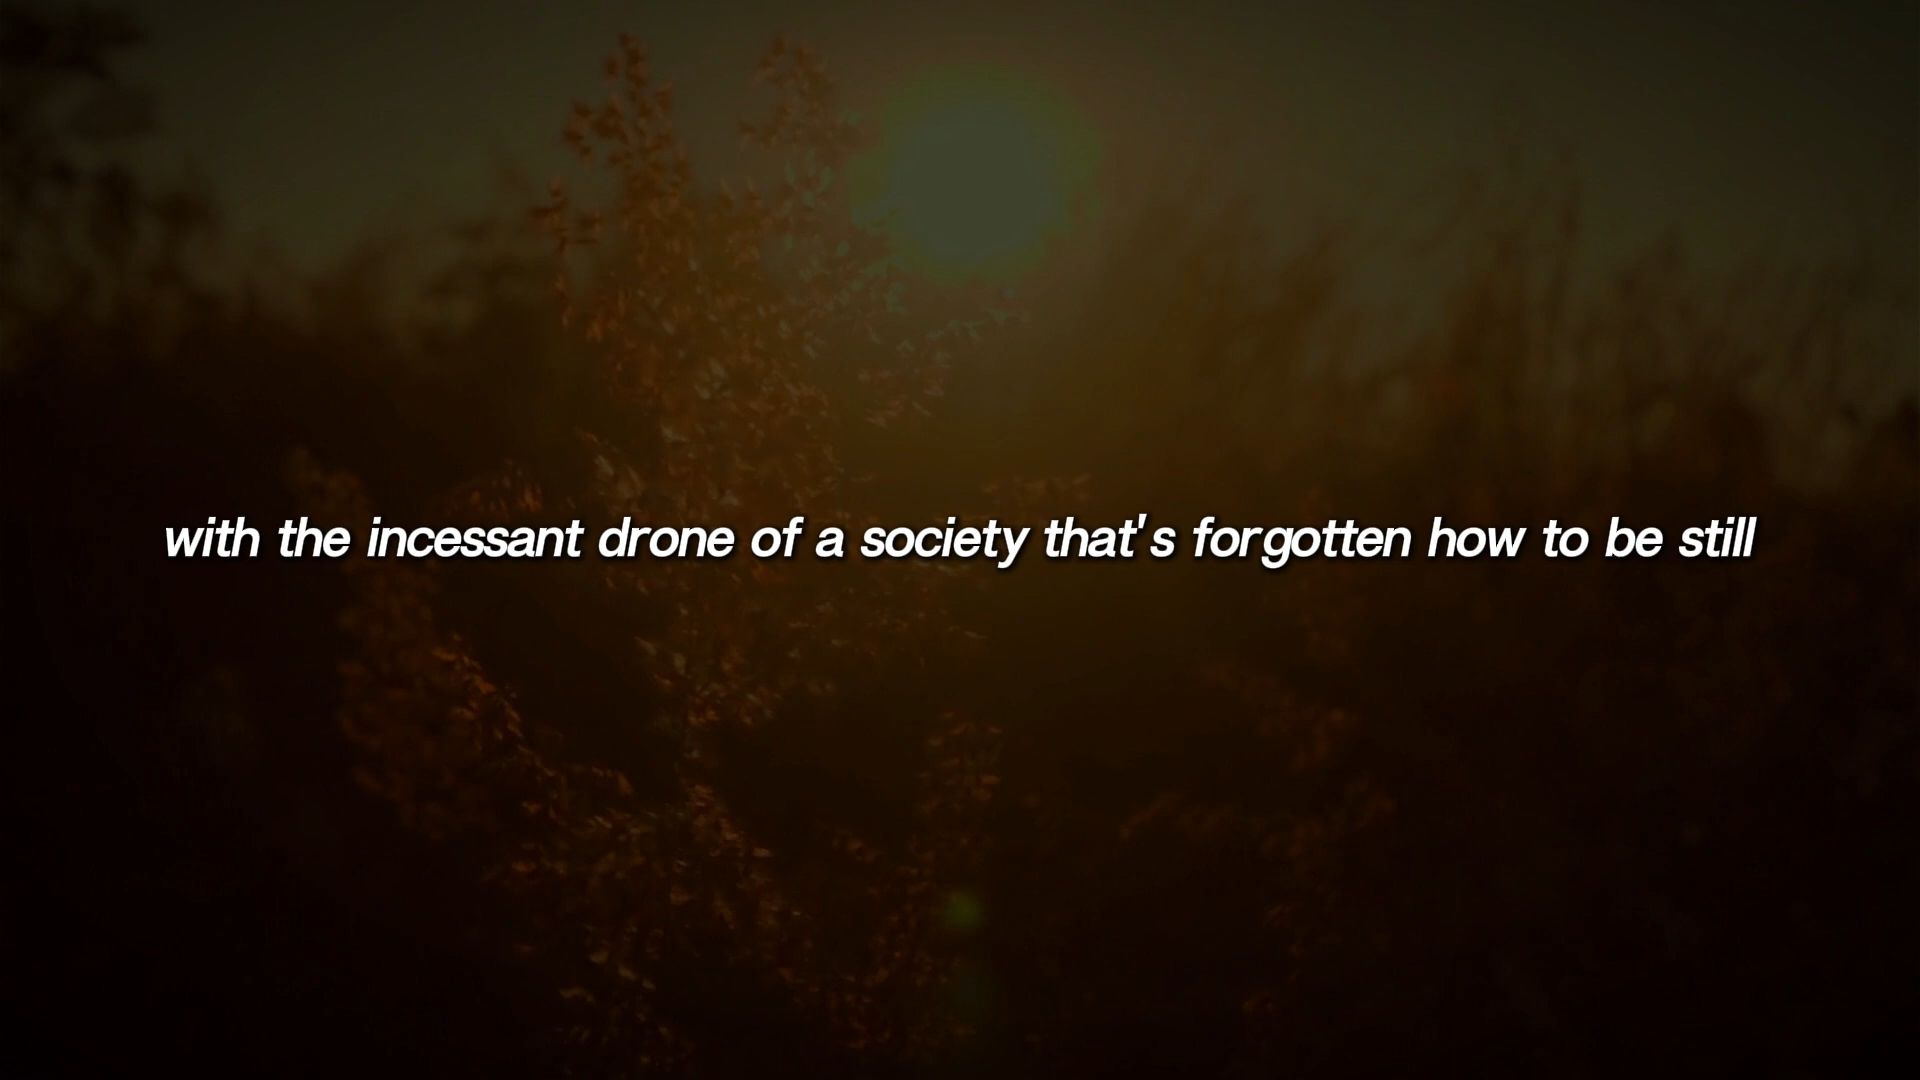 with the incessant drone of a society that's forgotten how to be still